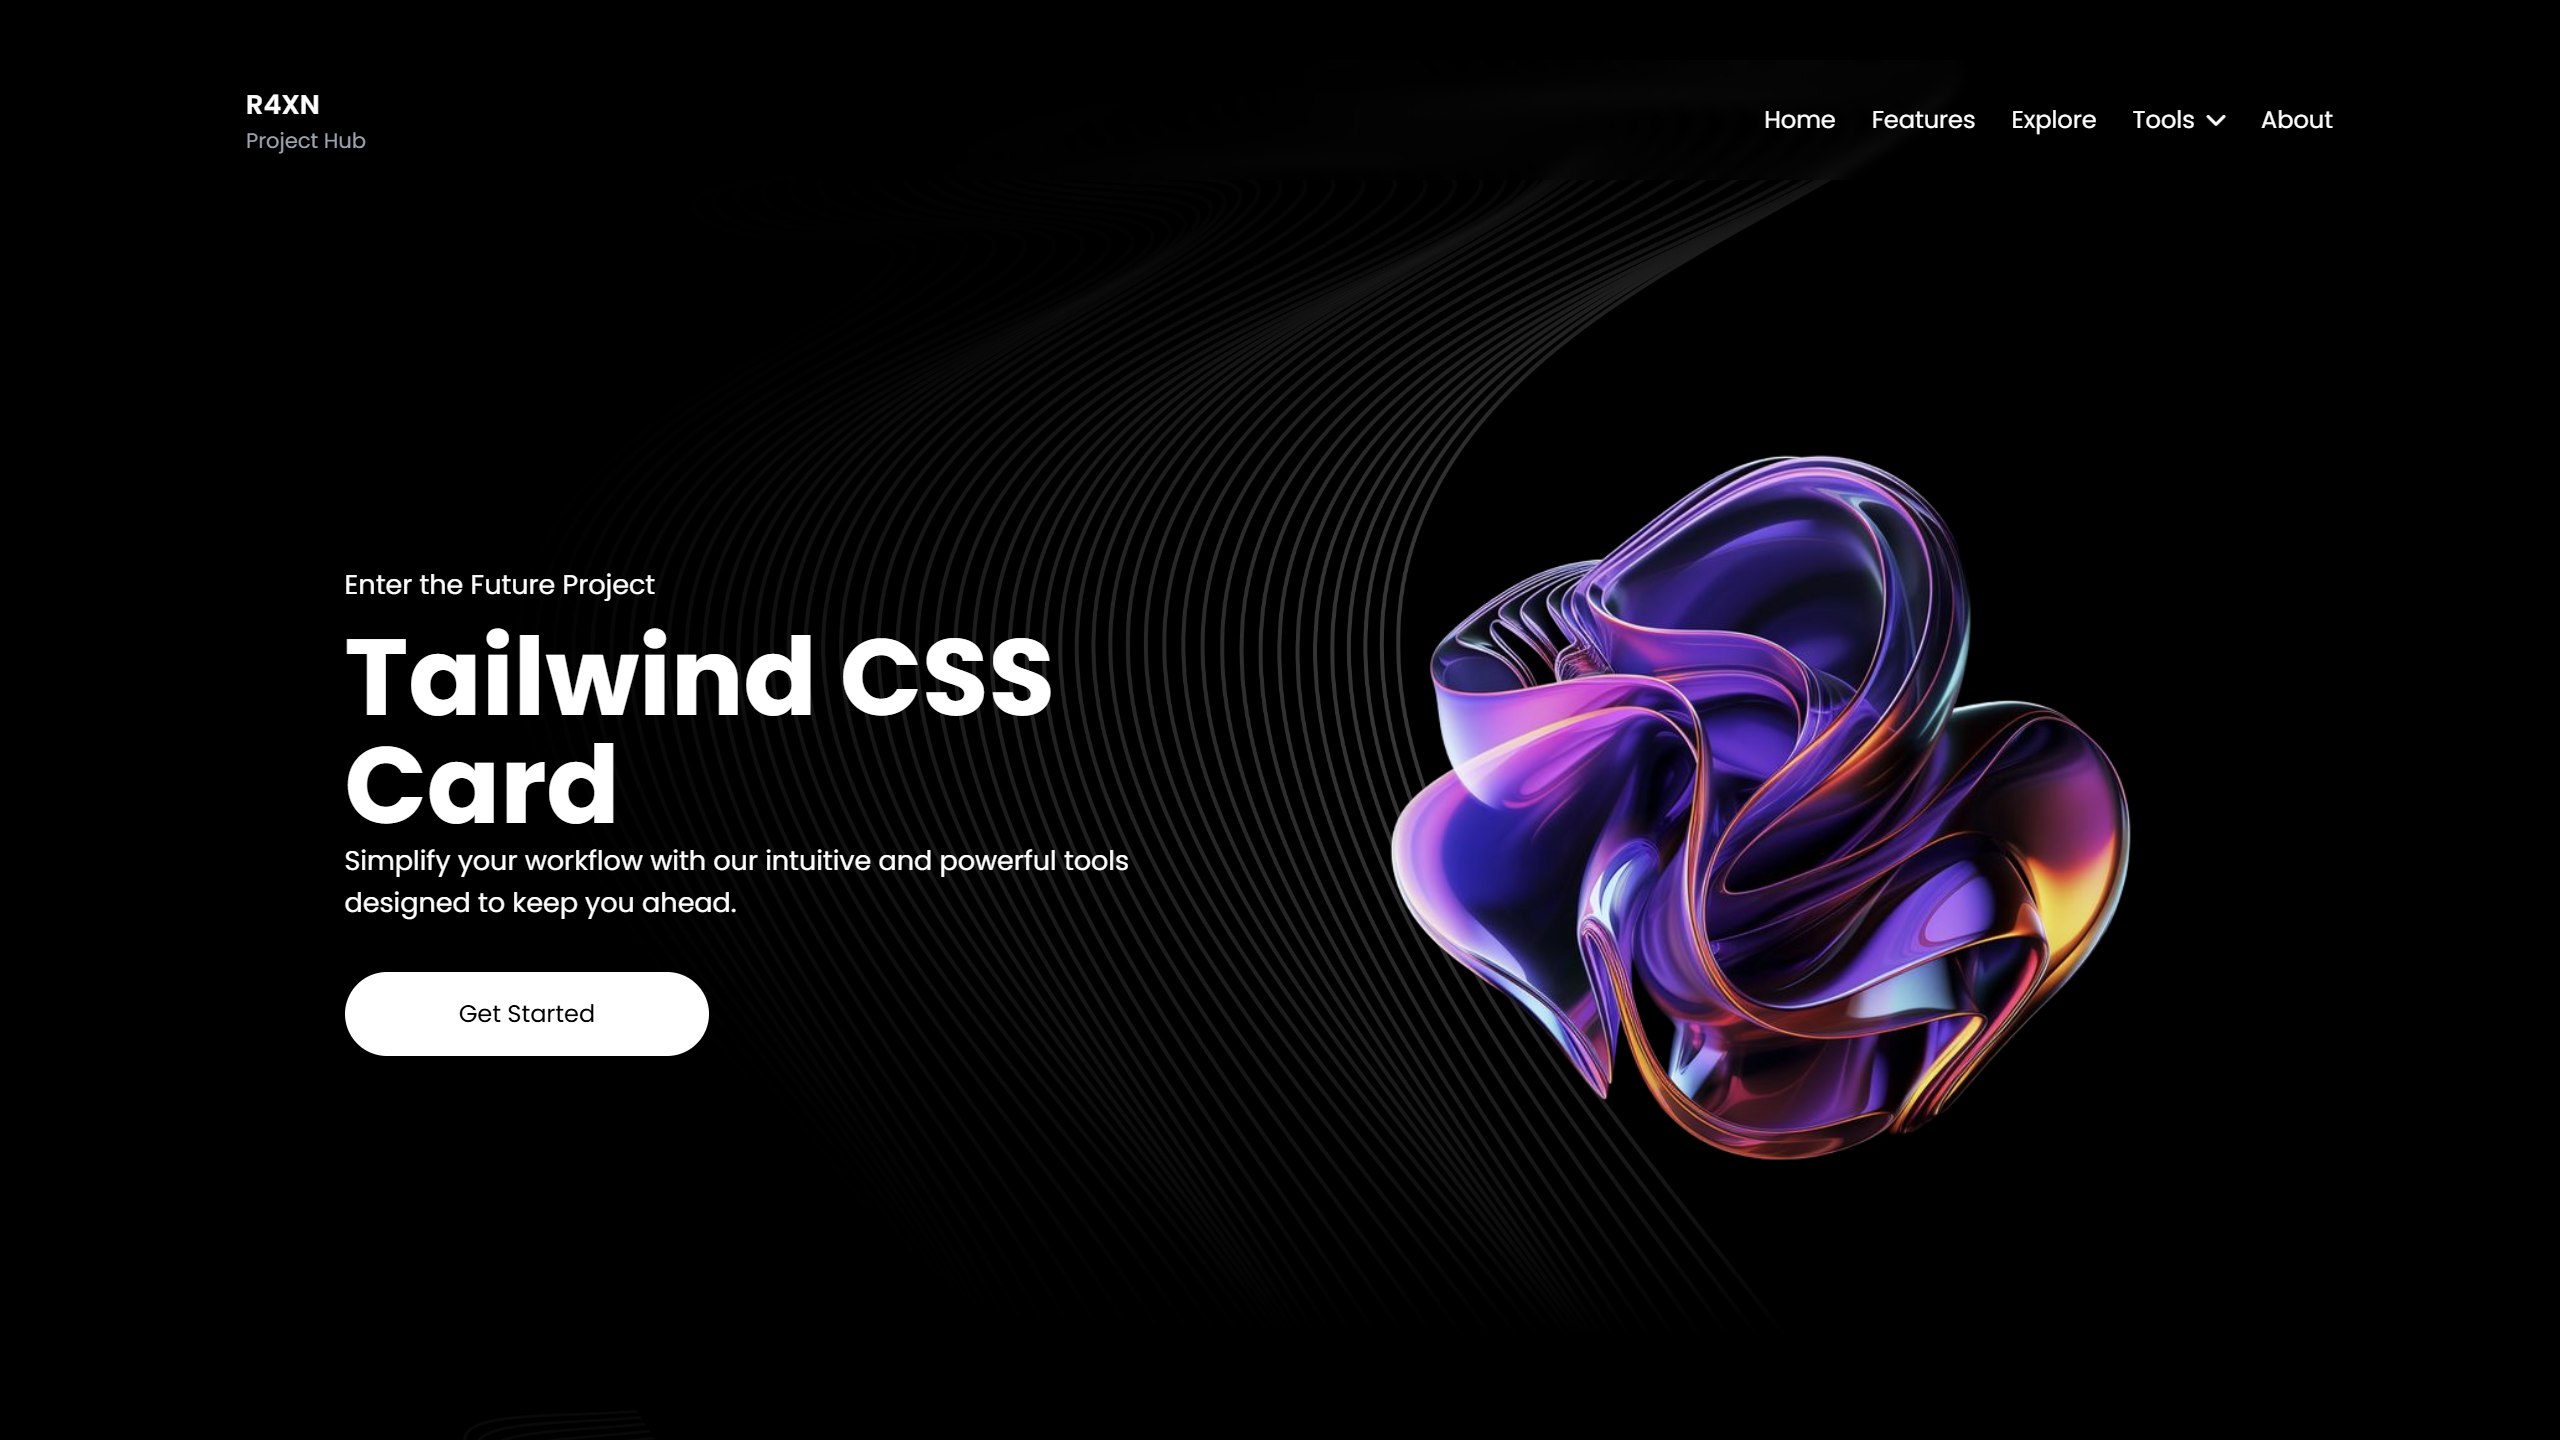 R4XN
Project Hub
Home Features Explore Tools About
Enter the Future Project
Tailwind CSS
Card
Simplify your workflow with our intuitive and powerful tools
designed to keep you ahead.
Get Started